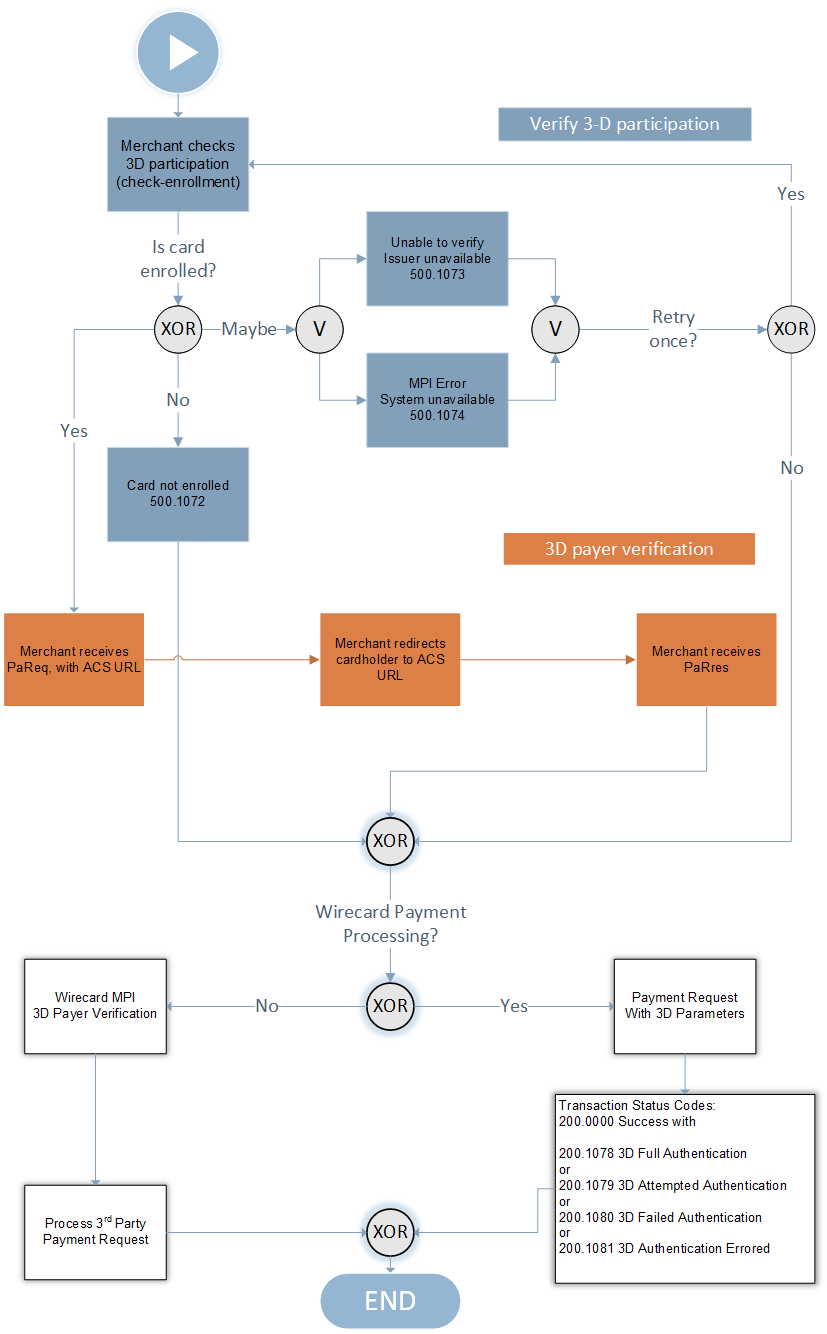 Verify 3-D participation
Merchant checks
3D participation
(check-enrollment)
Yes
Is card
enrolled?
Unable to verify
Issuer unavailable
500.1073
XOR
Maybe
V
V
Retry
once?
XOR
MPI Error
System unavailable
500.1074
No
Yes
No
Card not enrolled
500.1072
3D payer verification
Merchant receives
PaReq, with ACS URL
Merchant redirects
cardholder to ACS
URL
Merchant receives
PaRres
XOR
Wirecard Payment
Processing?
Wirecard MPI
3D Payer Verification
No
XOR
Yes
Payment Request
With 3D Parameters
Transaction Status Codes:
200.0000 Success with
200.1078 3D Full Authentication
or
200.1079 3D Attempted Authentication
or
200.1080 3D Failed Authentication
or
200.1081 3D Authentication Errored
Process 3rd Party
Payment Request
XOR
END